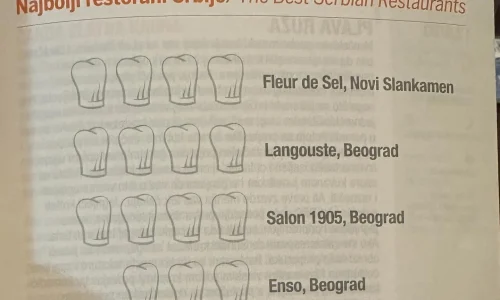 Najbolji restorani Srbije/ The Best Serbian Restaurants
Fleur de Sel, Novi Slankamen
Langouste, Beograd
Salon 1905, Beograd
Enso, Beograd